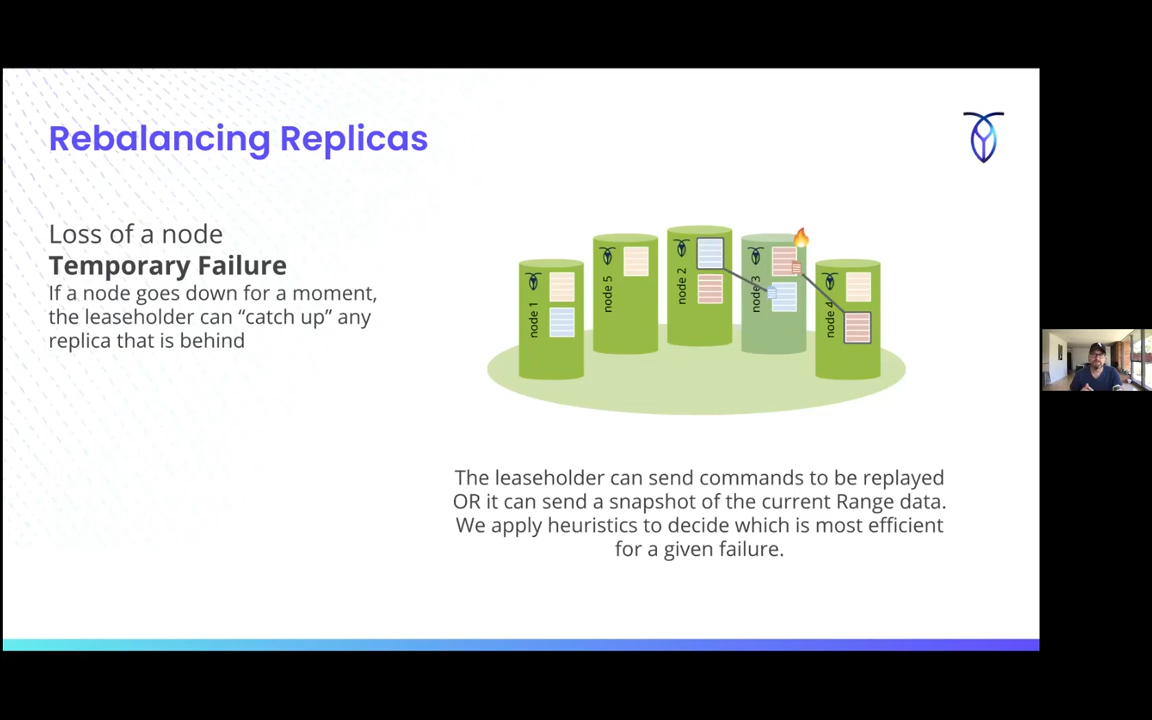 Rebalancing Replicas
Loss of a node
Temporary Failure
If a node goes down for a moment,
the leaseholder can “catch up” any
replica that is behind
node 1
node 5
node 2
node 3
node 4
The leaseholder can send commands to be replayed
OR it can send a snapshot of the current Range data.
We apply heuristics to decide which is most efficient
for a given failure.